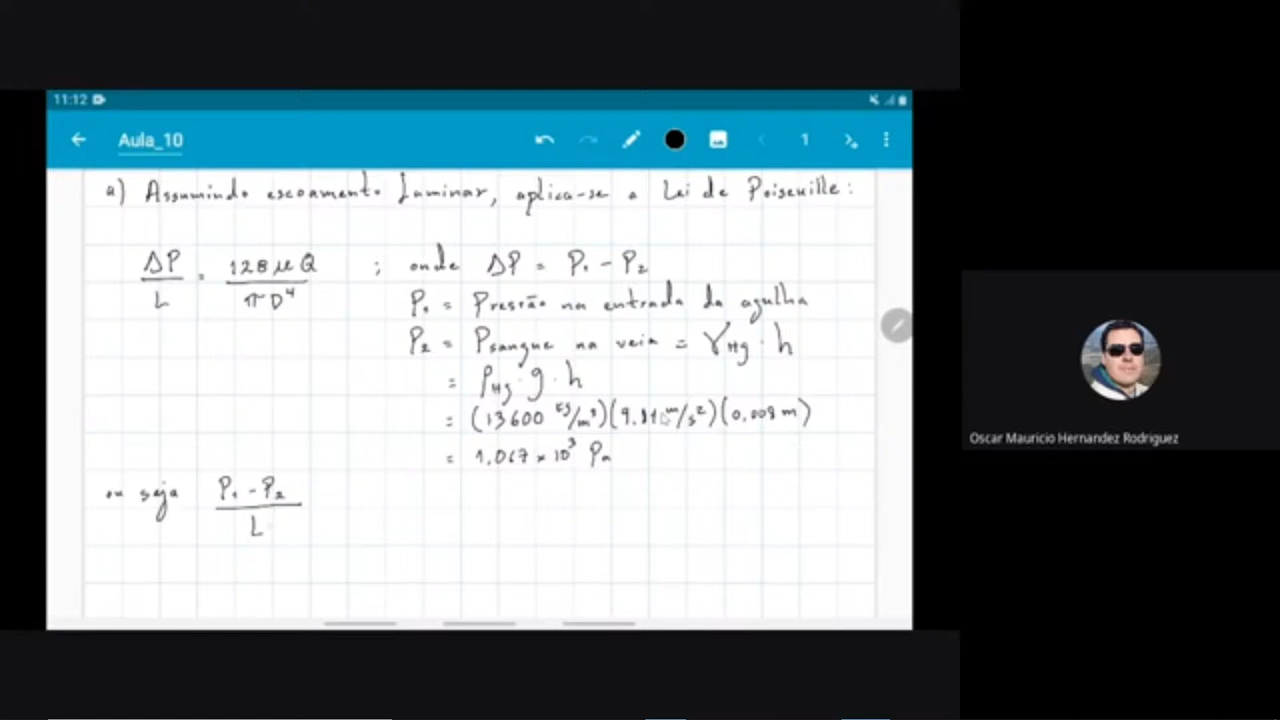 11:12
Aula_10
1
a) Assumindo escoamento Laminar, aplica-se a Lei de Poiseuille:
ΔP/L = 128 μ Q / π D⁴ ; onde ΔP = P₁ - P₂
P₁ = Pressão na entrada da agulha
P₂ = Psangue na veia = γHg · h
= ρHg · g · h
= (13600 Kg/m³)(9.81 m/s²)(0.008 m)
= 1.067 × 10³ Pa
ou seja P₁ - P₂ / L
Oscar Mauricio Hernandez Rodriguez